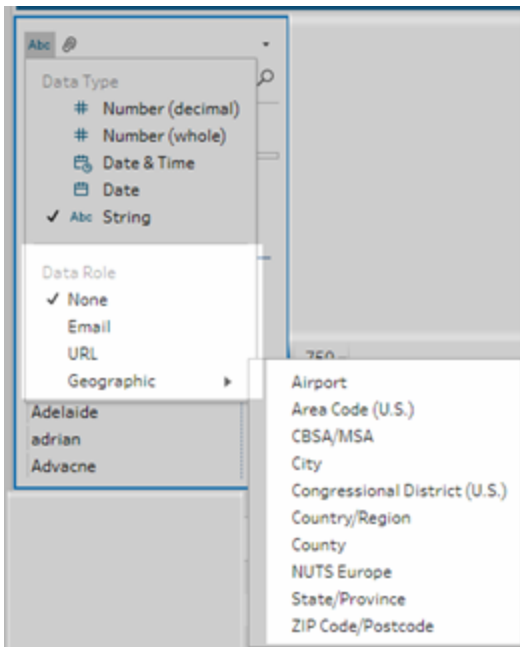 Abc
Data Type
# Number (decimal)
# Number (whole)
Date & Time
Date
✓ Abc String
Data Role
✓ None
Email
URL
Geographic
Adelaide
adrian
Advacne
Airport
Area Code (U.S.)
CBSA/MSA
City
Congressional District (U.S.)
Country/Region
County
NUTS Europe
State/Province
ZIP Code/Postcode